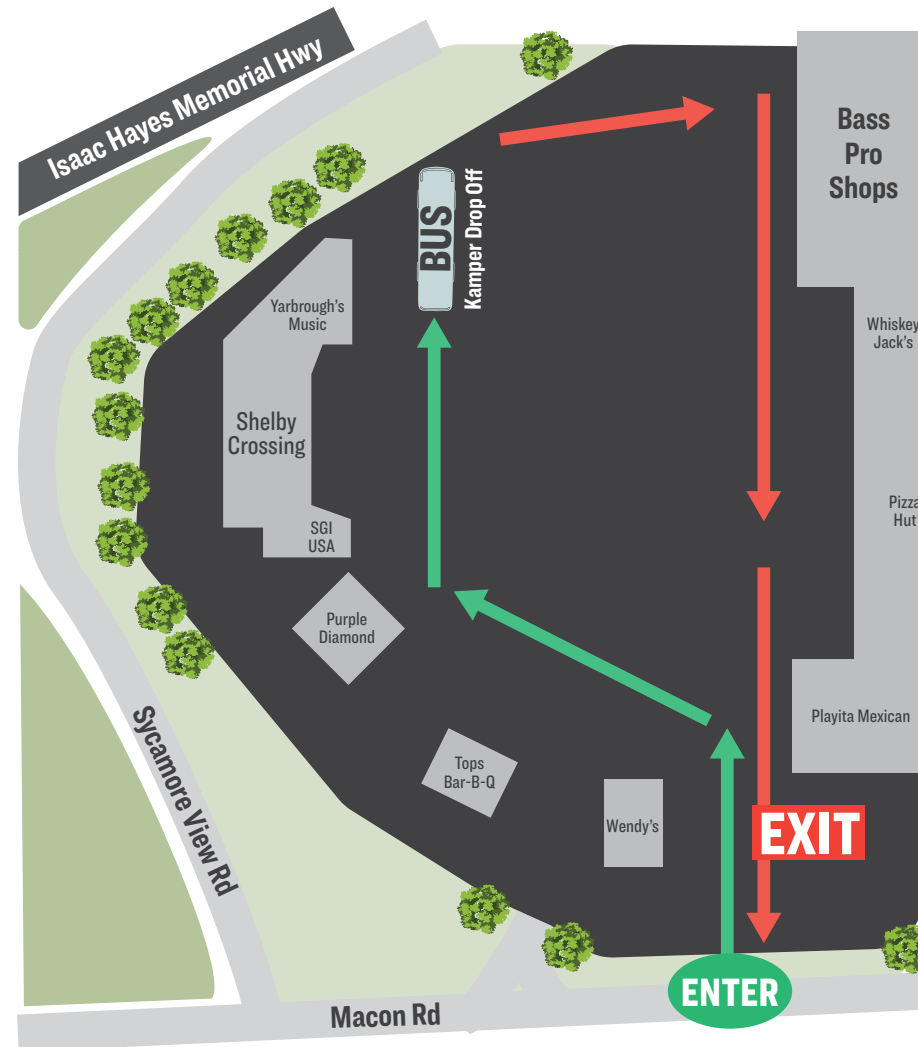 Isaac Hayes Memorial Hwy
Bass
Pro
Shops
BUS
Kamper Drop Off
Yarbrough's
Music
Whiskey
Jack's
Shelby
Crossing
Pizza
Hut
SGI
USA
Purple
Diamond
Playita Mexican
Sycamore View Rd
Tops
Bar-B-Q
Wendy's
EXIT
ENTER
Macon Rd